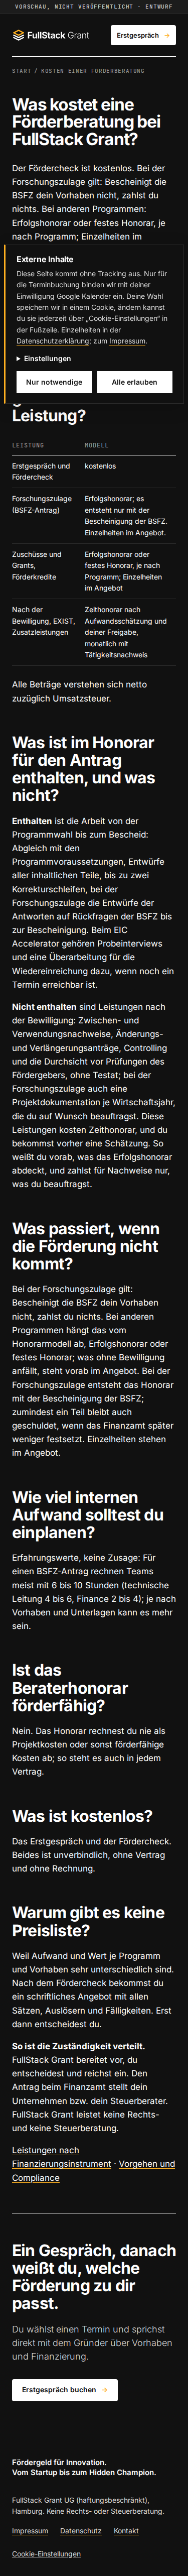 VORSCHAU, NICHT VERÖFFENTLICHT · ENTWURF
FullStack Grant
Erstgespräch →
START / KOSTEN EINER FÖRDERBERATUNG
Was kostet eine
Förderberatung bei
FullStack Grant?
Der Fördercheck ist kostenlos. Bei der
Forschungszulage gilt: Bescheinigt die
BSFZ dein Vorhaben nicht, zahlst du
nichts. Bei anderen Programmen:
Erfolgshonorar oder festes Honorar, je
nach Programm; Einzelheiten im
Externe Inhalte
Diese Seite kommt ohne Tracking aus. Nur für
die Terminbuchung würden wir mit deiner
Einwilligung Google Kalender einbinden. Deine Wahl
speichern wir in einem Cookie, ändern kannst
du sie jederzeit über „Cookie-Einstellungen" in
der Fußzeile. Einzelheiten in der
Datenschutzerklärung; zum Impressum.
▶ Einstellungen
Nur notwendige
Alle erlauben
Leistung?
LEISTUNG
MODELL
Erstgespräch und
Fördercheck
kostenlos
Forschungszulage
(BSFZ-Antrag)
Erfolgshonorar; es
entsteht nur mit der
Bescheinigung der BSFZ.
Einzelheiten im Angebot.
Zuschüsse und
Grants,
Förderkredite
Erfolgshonorar oder
festes Honorar, je nach
Programm; Einzelheiten
im Angebot
Nach der
Bewilligung, EXIST,
Zusatzleistungen
Zeithonorar nach
Aufwandsschätzung und
deiner Freigabe,
monatlich mit
Tätigkeitsnachweis
Alle Beträge verstehen sich netto
zuzüglich Umsatzsteuer.
Was ist im Honorar
für den Antrag
enthalten, und was
nicht?
Enthalten ist die Arbeit von der
Programmwahl bis zum Bescheid:
Abgleich mit den
Programmvoraussetzungen, Entwürfe
aller inhaltlichen Teile, bis zu zwei
Korrekturschleifen, bei der
Forschungszulage die Entwürfe der
Antworten auf Rückfragen der BSFZ bis
zur Bescheinigung. Beim EIC
Accelerator gehören Probeinterviews
und eine Überarbeitung für die
Wiedereinreichung dazu, wenn noch ein
Termin erreichbar ist.
Nicht enthalten sind Leistungen nach
der Bewilligung: Zwischen- und
Verwendungsnachweise, Änderungs-
und Verlängerungsanträge, Controlling
und die Durchsicht vor Prüfungen des
Fördergebers, ohne Testat; bei der
Forschungszulage auch eine
Projektdokumentation je Wirtschaftsjahr,
die du auf Wunsch beauftragst. Diese
Leistungen kosten Zeithonorar, und du
bekommst vorher eine Schätzung. So
weißt du vorab, was das Erfolgshonorar
abdeckt, und zahlst für Nachweise nur,
was du beauftragst.
Was passiert, wenn
die Förderung nicht
kommt?
Bei der Forschungszulage gilt:
Bescheinigt die BSFZ dein Vorhaben
nicht, zahlst du nichts. Bei anderen
Programmen hängt das vom
Honorarmodell ab, Erfolgshonorar oder
festes Honorar; was ohne Bewilligung
anfällt, steht vorab im Angebot. Bei der
Forschungszulage entsteht das Honorar
mit der Bescheinigung der BSFZ;
zumindest ein Teil bleibt auch
geschuldet, wenn das Finanzamt später
weniger festsetzt. Einzelheiten stehen
im Angebot.
Wie viel internen
Aufwand solltest du
einplanen?
Erfahrungswerte, keine Zusage: Für
einen BSFZ-Antrag rechnen Teams
meist mit 6 bis 10 Stunden (technische
Leitung 4 bis 6, Finance 2 bis 4); je nach
Vorhaben und Unterlagen kann es mehr
sein.
Ist das
Beraterhonorar
förderfähig?
Nein. Das Honorar rechnest du nie als
Projektkosten oder sonst förderfähige
Kosten ab; so steht es auch in jedem
Vertrag.
Was ist kostenlos?
Das Erstgespräch und der Fördercheck.
Beides ist unverbindlich, ohne Vertrag
und ohne Rechnung.
Warum gibt es keine
Preisliste?
Weil Aufwand und Wert je Programm
und Vorhaben sehr unterschiedlich sind.
Nach dem Fördercheck bekommst du
ein schriftliches Angebot mit allen
Sätzen, Auslösern und Fälligkeiten. Erst
dann entscheidest du.
So ist die Zuständigkeit verteilt.
FullStack Grant bereitet vor, du
entscheidest und reichst ein. Den
Antrag beim Finanzamt stellt dein
Unternehmen bzw. dein Steuerberater.
FullStack Grant leistet keine Rechts-
und keine Steuerberatung.
Leistungen nach
Finanzierungsinstrument · Vorgehen und
Compliance
Ein Gespräch, danach
weißt du, welche
Förderung zu dir
passt.
Du wählst einen Termin und sprichst
direkt mit dem Gründer über Vorhaben
und Finanzierung.
Erstgespräch buchen →
Fördergeld für Innovation.
Vom Startup bis zum Hidden Champion.
FullStack Grant UG (haftungsbeschränkt),
Hamburg. Keine Rechts- oder Steuerberatung.
Impressum
Datenschutz
Kontakt
Cookie-Einstellungen